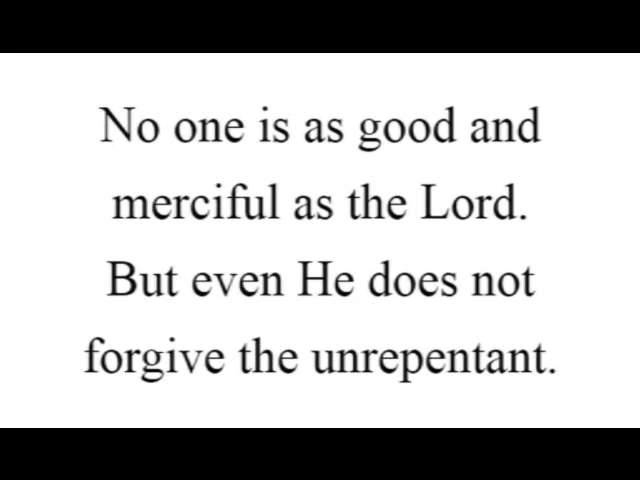 No one is as good and
merciful as the Lord.
But even He does not
forgive the unrepentant.